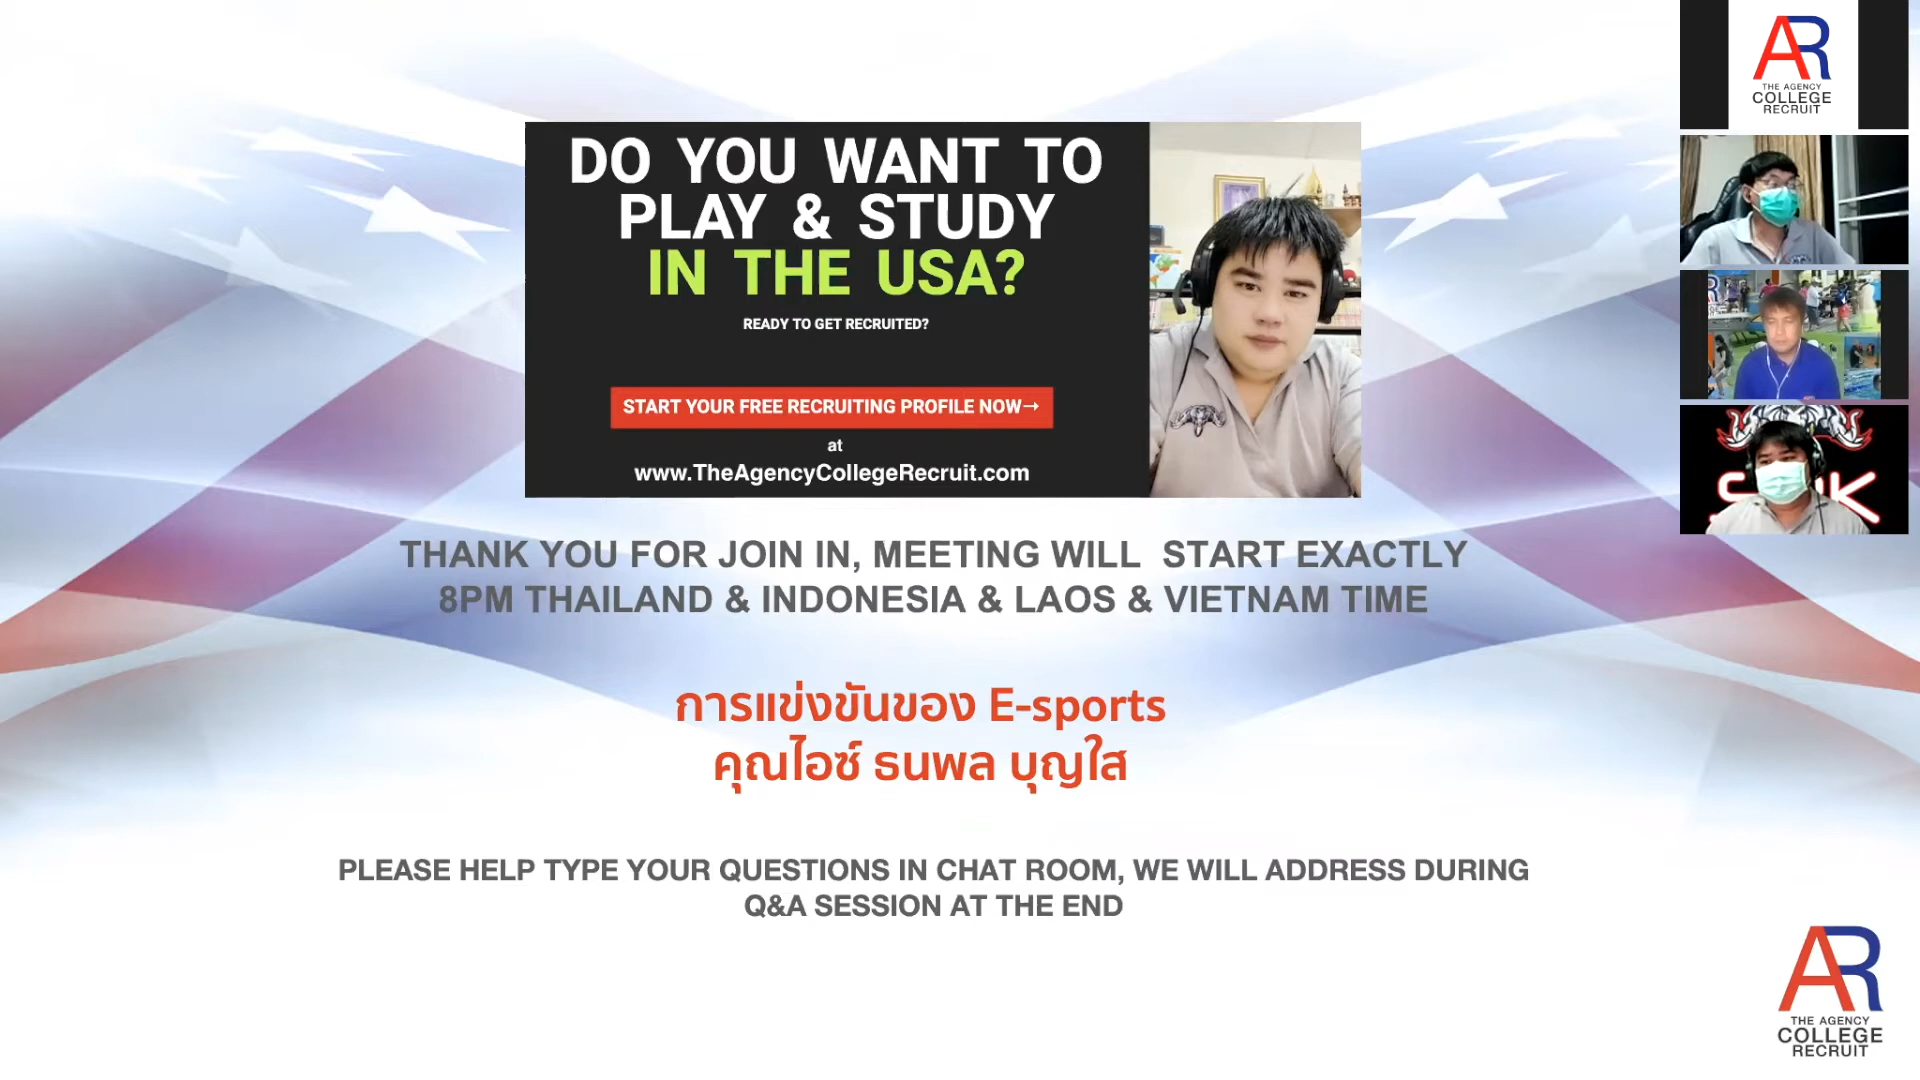 DO YOU WANT TO
PLAY & STUDY
IN THE USA?
READY TO GET RECRUITED?
START YOUR FREE RECRUITING PROFILE NOW→
at
www.TheAgencyCollegeRecruit.com
THANK YOU FOR JOIN IN, MEETING WILL START EXACTLY
8PM THAILAND & INDONESIA & LAOS & VIETNAM TIME
การแข่งขันของ E-sports
คุณไอซ์ ธนพล บุญใส
PLEASE HELP TYPE YOUR QUESTIONS IN CHAT ROOM, WE WILL ADDRESS DURING
Q&A SESSION AT THE END
AR
THE AGENCY
COLLEGE
RECRUIT
AR
THE AGENCY
COLLEGE
RECRUIT